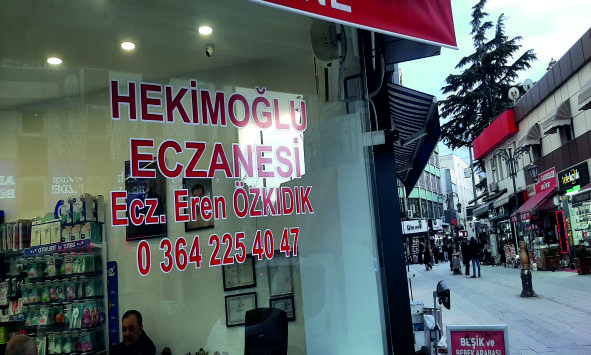 HEKİMOĞLU
ECZANESİ
Ecz. Eren ÖZKIDIK
0 364 225 40 47
BEŞİK ve
BEBEK ARABASI